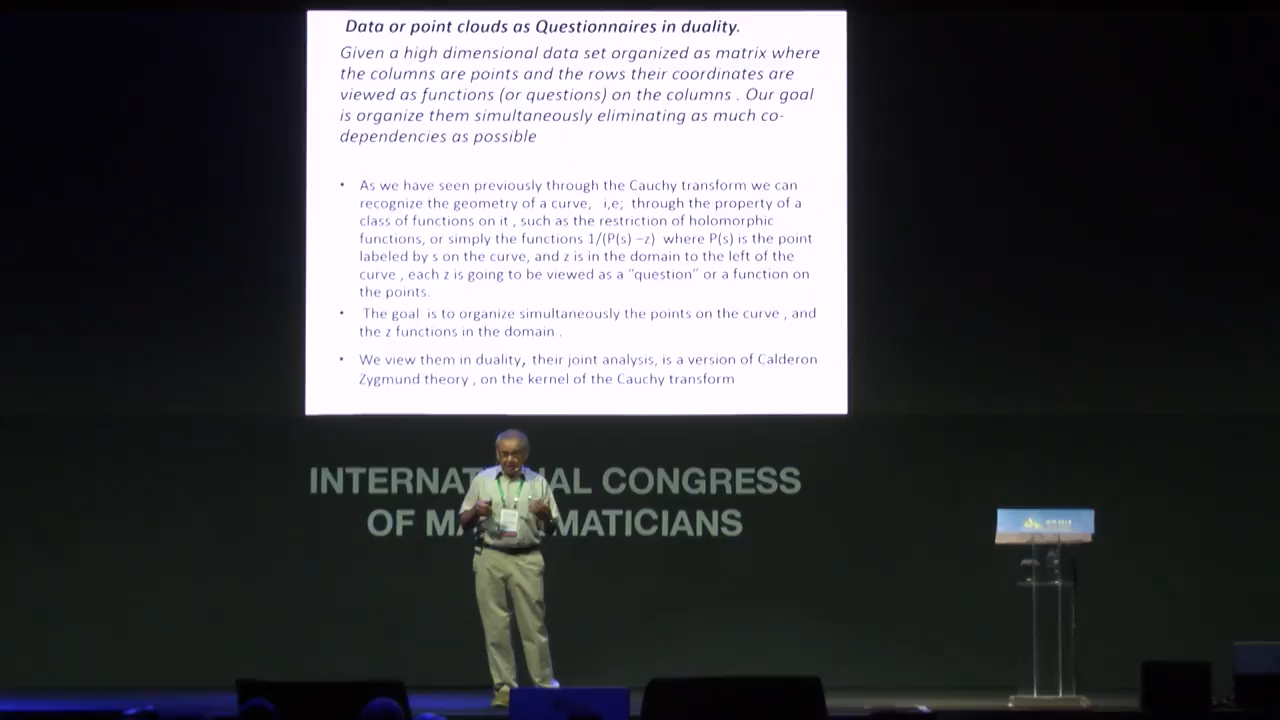 Data or point clouds as Questionnaires in duality.
Given a high dimensional data set organized as matrix where
the columns are points and the rows their coordinates are
viewed as functions (or questions) on the columns . Our goal
is organize them simultaneously eliminating as much co-
dependencies as possible
• As we have seen previously through the Cauchy transform we can
recognize the geometry of a curve, i,e; through the property of a
class of functions on it , such as the restriction of holomorphic
functions, or simply the functions 1/(P(s) –z) where P(s) is the point
labeled by s on the curve, and z is in the domain to the left of the
curve , each z is going to be viewed as a “question” or a function on
the points.
• The goal is to organize simultaneously the points on the curve , and
the z functions in the domain .
• We view them in duality, their joint analysis, is a version of Calderon
Zygmund theory , on the kernel of the Cauchy transform
CONGRESS
OF